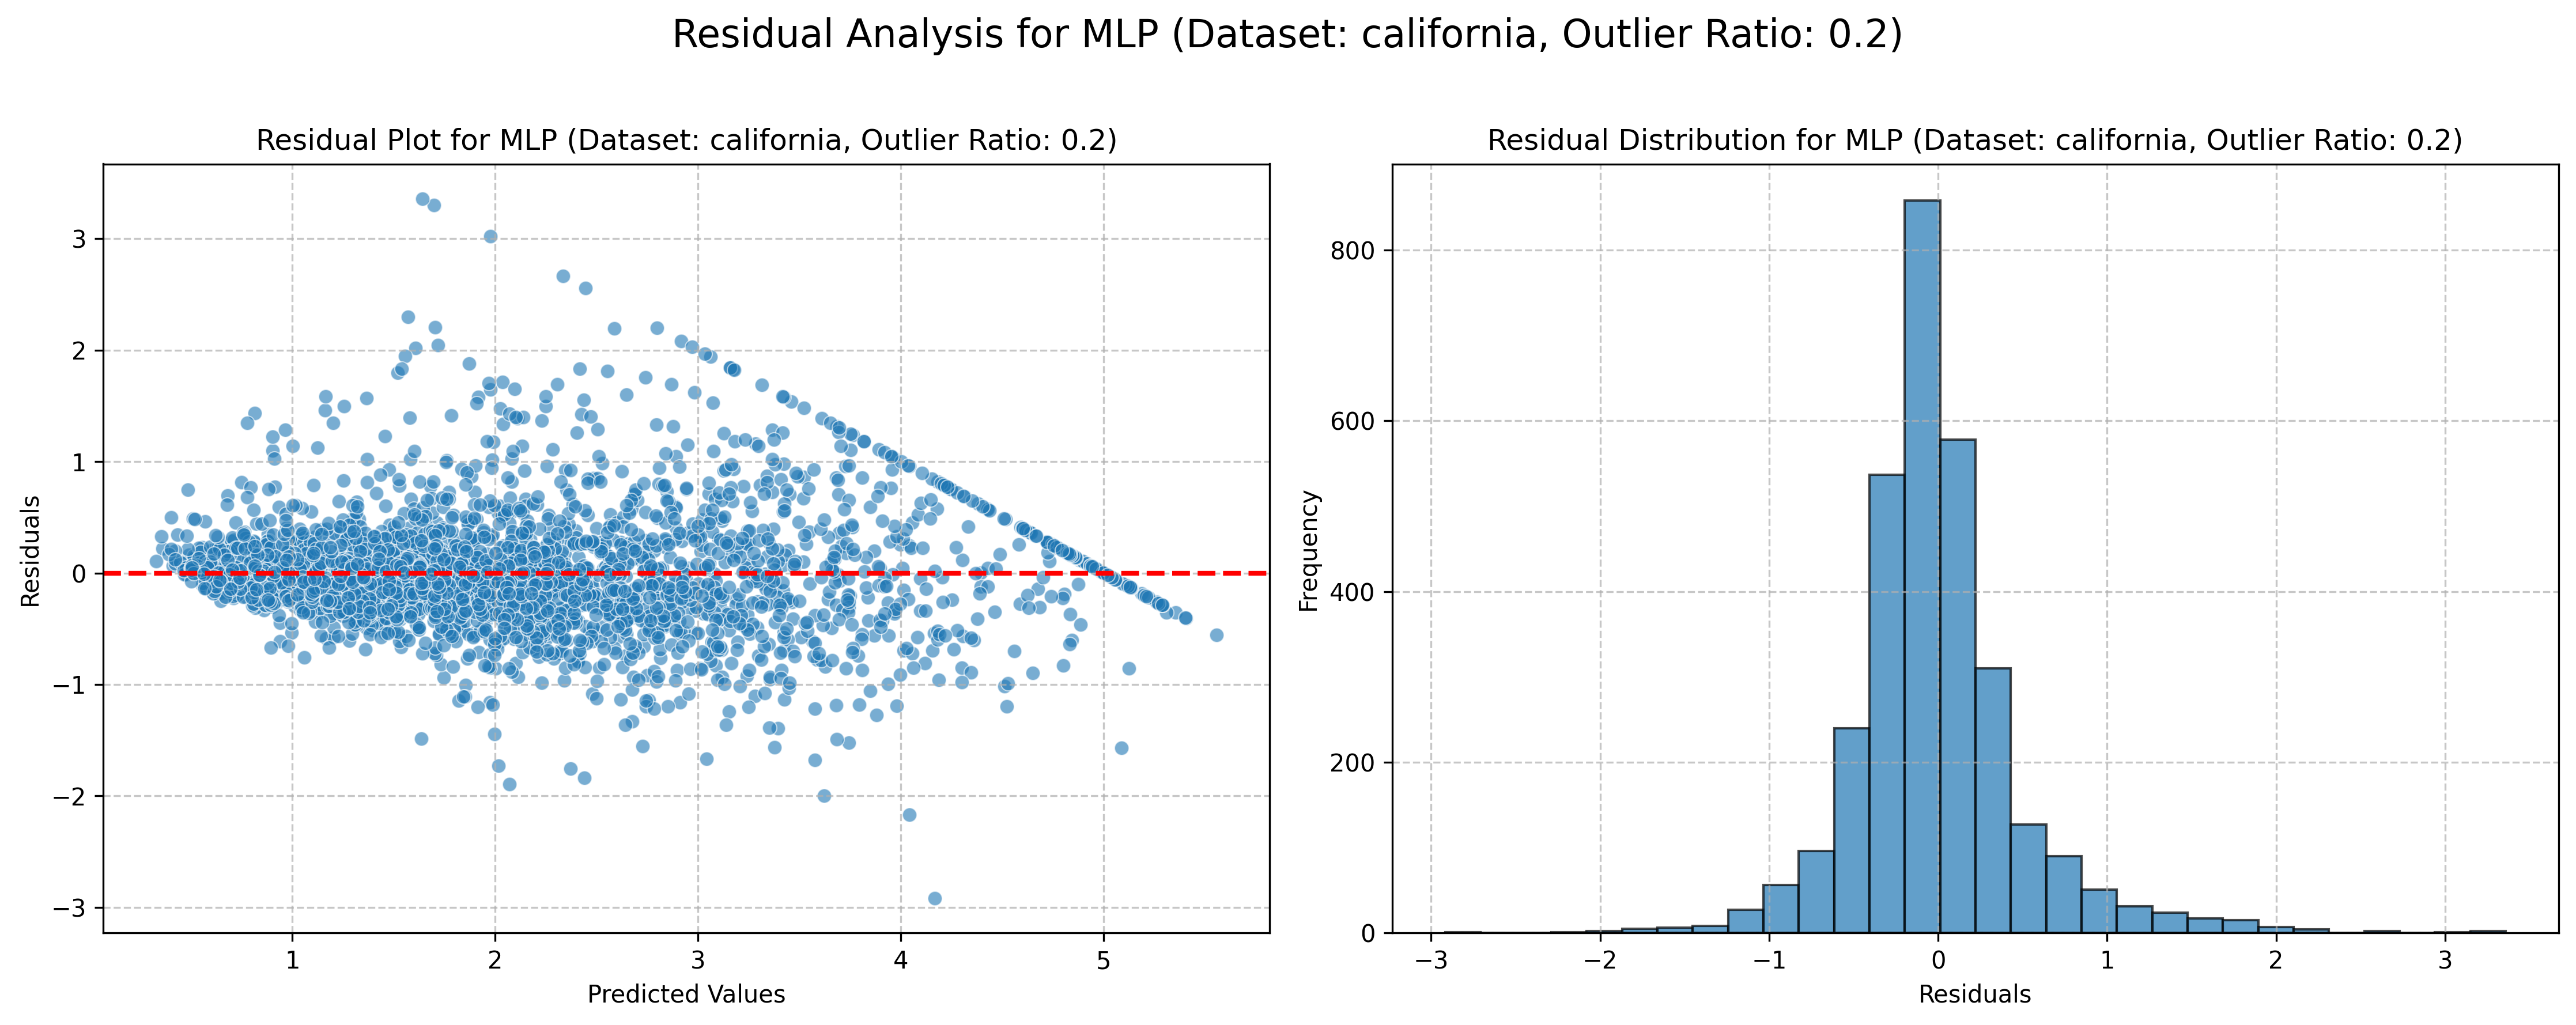 Residual Analysis for MLP (Dataset: california, Outlier Ratio: 0.2)
Residual Plot for MLP (Dataset: california, Outlier Ratio: 0.2)
Residuals
3
2
1
0
−1
−2
−3
1 2 3 4 5
Predicted Values
Residual Distribution for MLP (Dataset: california, Outlier Ratio: 0.2)
Frequency
800
600
400
200
0
−3 −2 −1 0 1 2 3
Residuals